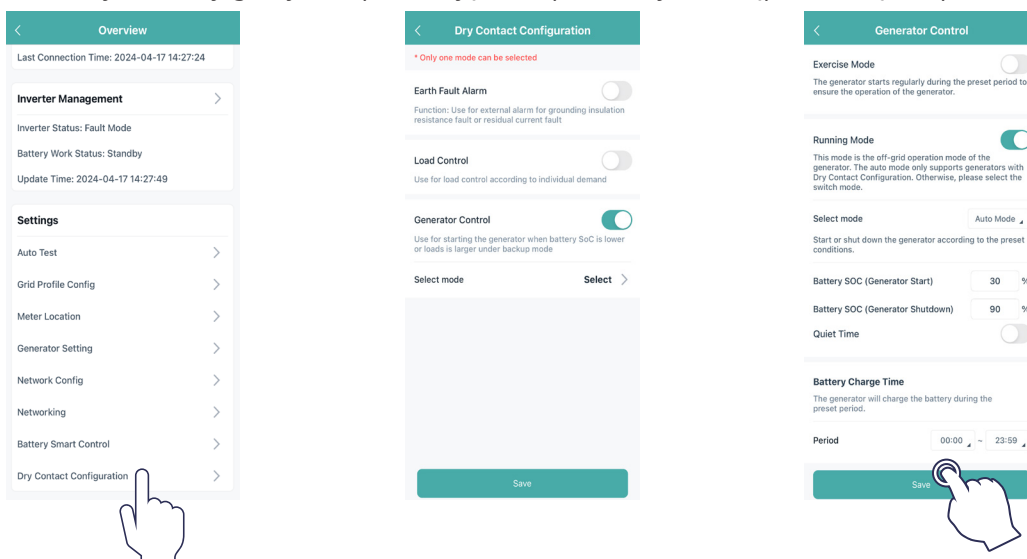 Overview
Last Connection Time: 2024-04-17 14:27:24
Inverter Management
Inverter Status: Fault Mode
Battery Work Status: Standby
Update Time: 2024-04-17 14:27:49
Settings
Auto Test
Grid Profile Config
Meter Location
Generator Setting
Network Config
Networking
Battery Smart Control
Dry Contact Configuration
Dry Contact Configuration
* Only one mode can be selected
Earth Fault Alarm
Function: Use for external alarm for grounding insulation
resistance fault or residual current fault
Load Control
Use for load control according to individual demand
Generator Control
Use for starting the generator when battery SoC is lower
or loads is larger under backup mode
Select mode Select
Save
Generator Control
Exercise Mode
The generator starts regularly during the preset period to
ensure the operation of the generator.
Running Mode
This mode is the off-grid operation mode of the
generator. The auto mode only supports generators with
Dry Contact Configuration. Otherwise, please select the
switch mode.
Select mode Auto Mode
Start or shut down the generator according to the preset
conditions.
Battery SOC (Generator Start) 30 %
Battery SOC (Generator Shutdown) 90 %
Quiet Time
Battery Charge Time
The generator will charge the battery during the
preset period.
Period 00:00 ~ 23:59
Save